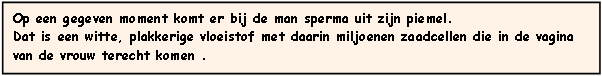 Op een gegeven moment komt er bij de man sperma uit zijn piemel.
Dat is een witte, plakkerige vloeistof met daarin miljoenen zaadcellen die in de vagina
van de vrouw terecht komen .